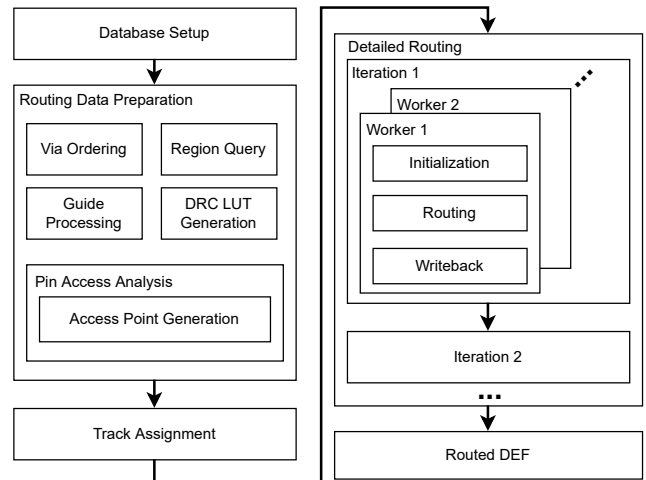 Database Setup
Routing Data Preparation
Via Ordering
Region Query
Guide
Processing
DRC LUT
Generation
Pin Access Analysis
Access Point Generation
Track Assignment
Detailed Routing
Iteration 1
Worker 2
Worker 1
Initialization
Routing
Writeback
Iteration 2
...
Routed DEF